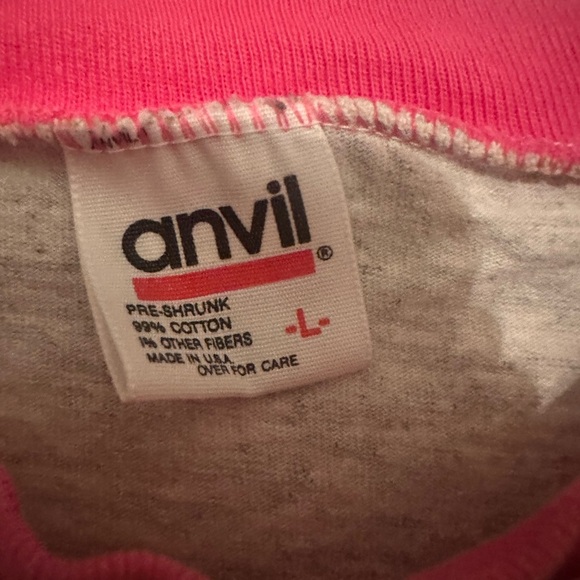 anvil®
PRE-SHRUNK
99% COTTON
1% OTHER FIBERS
MADE IN U.S.A.
OVER FOR CARE
-L-